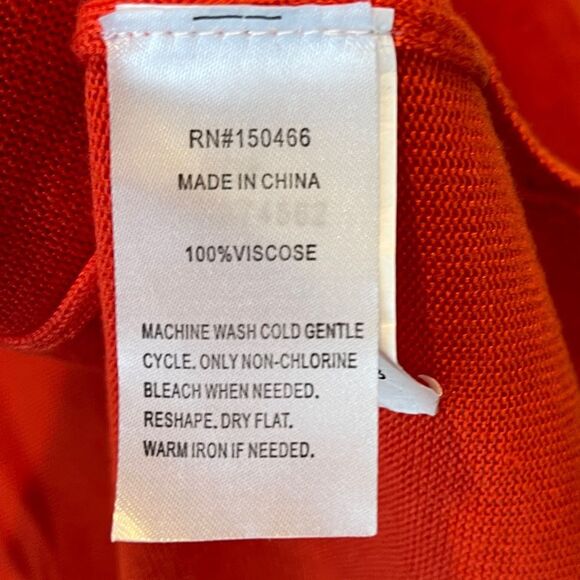 RN#150466
MADE IN CHINA
100%VISCOSE
MACHINE WASH COLD GENTLE
CYCLE. ONLY NON-CHLORINE
BLEACH WHEN NEEDED.
RESHAPE. DRY FLAT.
WARM IRON IF NEEDED.